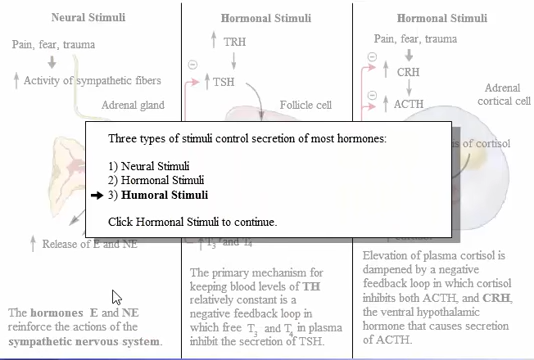 Neural Stimuli
Pain, fear, trauma
Activity of sympathetic fibers
Adrenal gland
Release of E and NE
The hormones E and NE
reinforce the actions of the
sympathetic nervous system.
Hormonal Stimuli
TRH
TSH
Follicle cell
T3 and T4
The primary mechanism for
keeping blood levels of TH
relatively constant is a
negative feedback loop in
which free T3 and T4 in plasma
inhibit the secretion of TSH.
Hormonal Stimuli
Pain, fear, trauma
CRH
ACTH
Adrenal
cortical cell
of cortisol
Elevation of plasma cortisol is
dampened by a negative
feedback loop in which cortisol
inhibits both ACTH, and CRH,
the ventral hypothalamic
hormone that causes secretion
of ACTH.
Three types of stimuli control secretion of most hormones:
1) Neural Stimuli
2) Hormonal Stimuli
3) Humoral Stimuli
Click Hormonal Stimuli to continue.